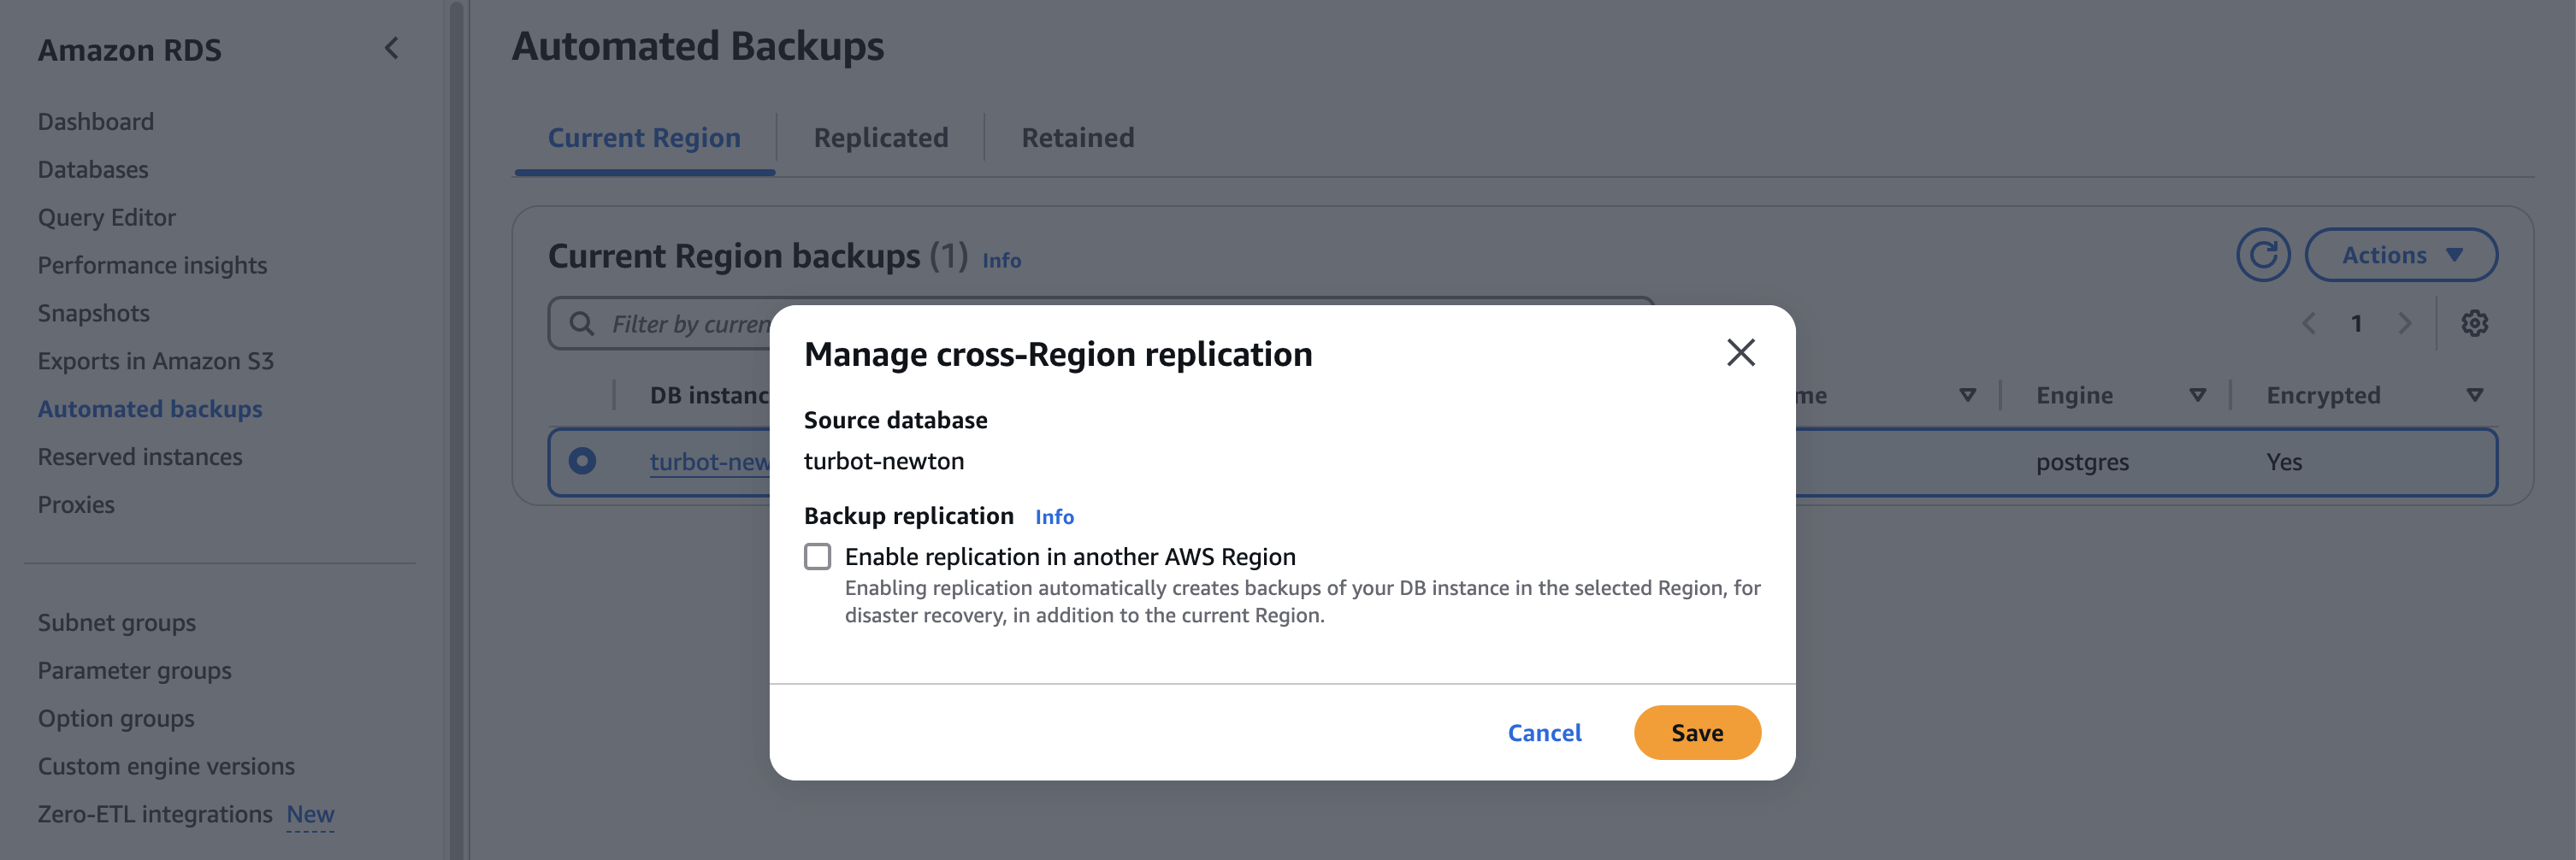 Amazon RDS
Dashboard
Databases
Query Editor
Performance insights
Snapshots
Exports in Amazon S3
Automated backups
Reserved instances
Proxies
Subnet groups
Parameter groups
Option groups
Custom engine versions
Zero-ETL integrations New
Automated Backups
Current Region
Replicated
Retained
Current Region backups (1) Info
Actions
Filter by curren
1
DB instanc
me
Engine
Encrypted
turbot-new
postgres
Yes
Manage cross-Region replication
Source database
turbot-newton
Backup replication Info
Enable replication in another AWS Region
Enabling replication automatically creates backups of your DB instance in the selected Region, for
disaster recovery, in addition to the current Region.
Cancel
Save